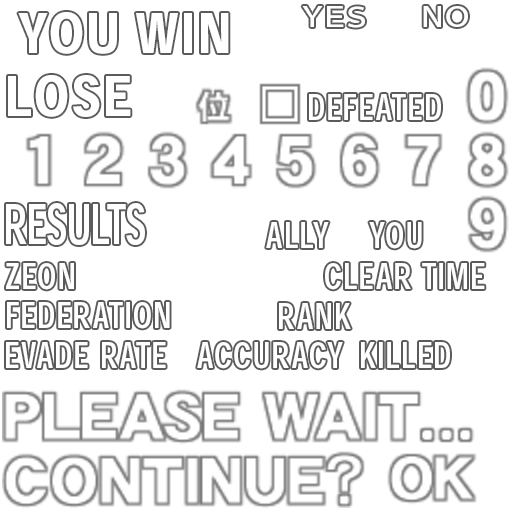 YOU WIN YES NO
LOSE 位 □ DEFEATED 0
1 2 3 4 5 6 7 8
RESULTS ALLY YOU 9
ZEON CLEAR TIME
FEDERATION RANK
EVADE RATE ACCURACY KILLED
PLEASE WAIT...
CONTINUE? OK